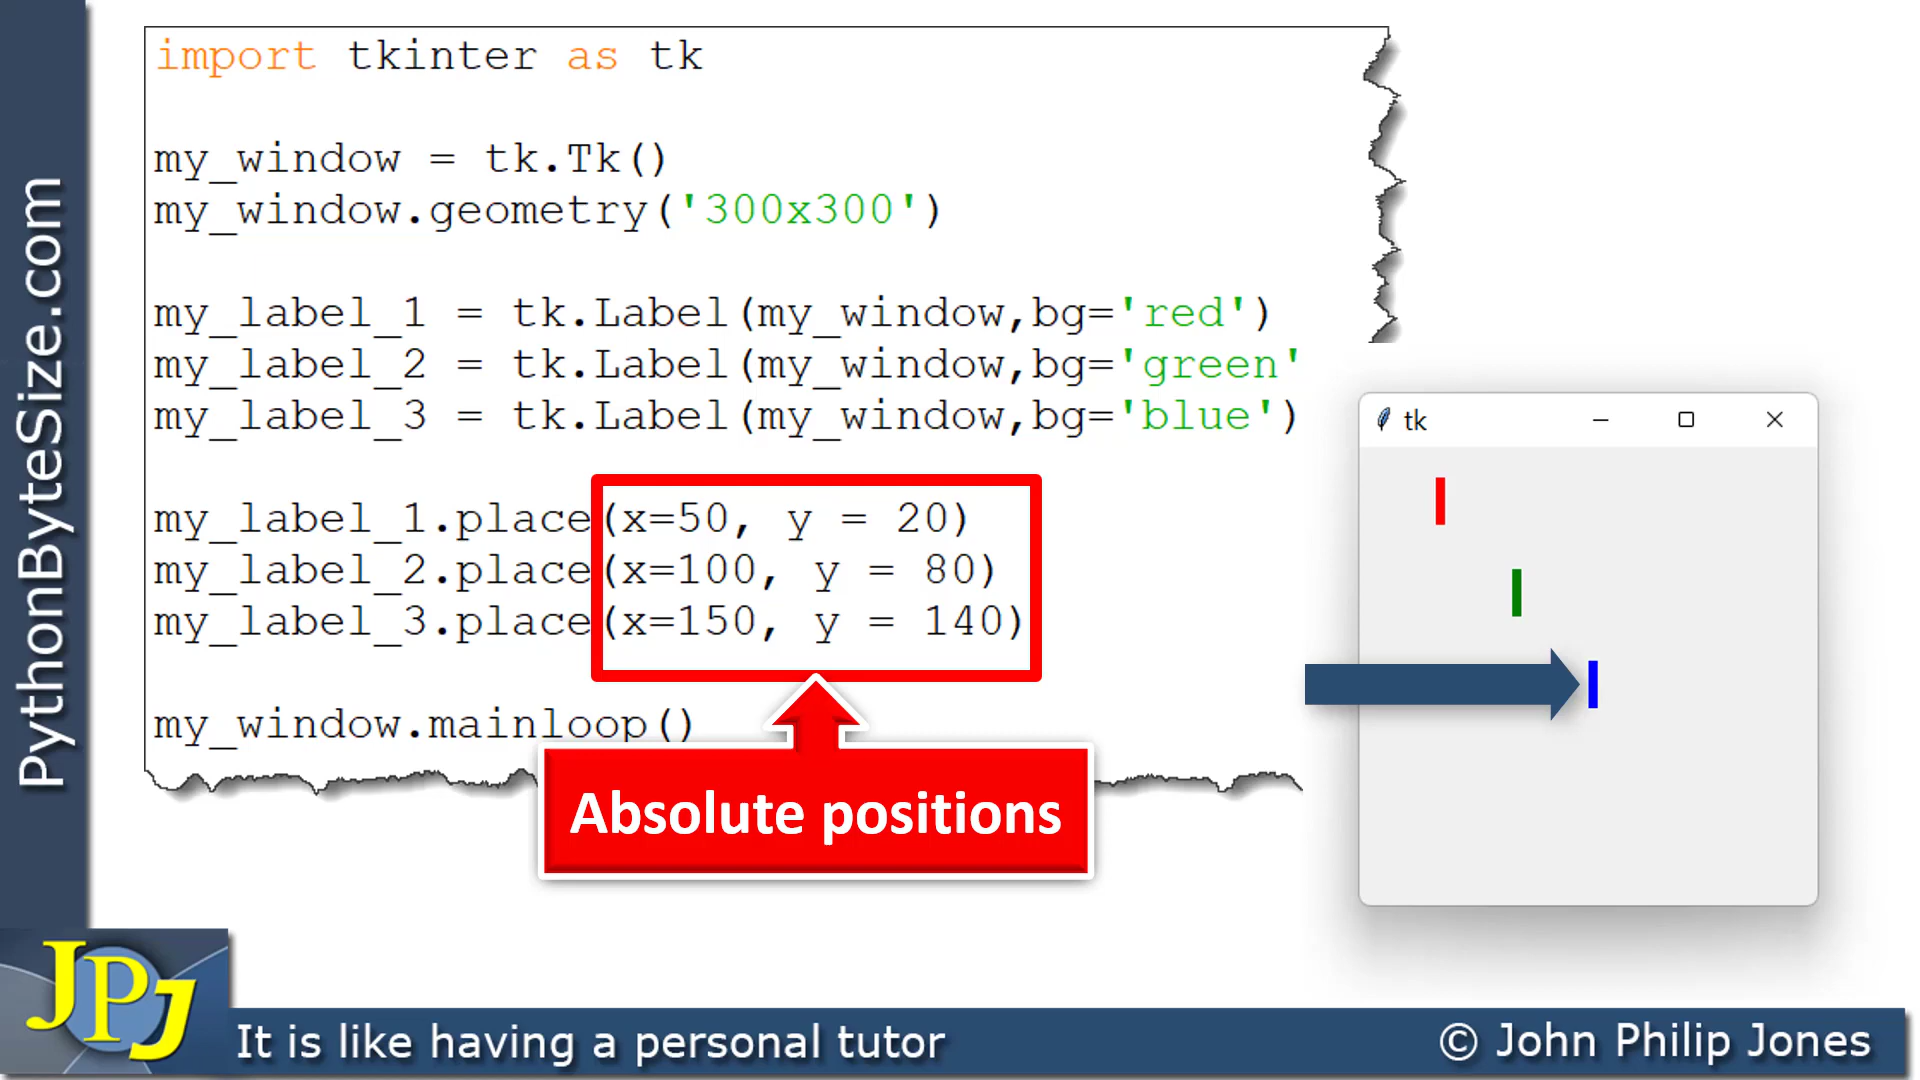 PythonByteSize.com
import tkinter as tk
my_window = tk.Tk()
my_window.geometry('300x300')
my_label_1 = tk.Label(my_window,bg='red')
my_label_2 = tk.Label(my_window,bg='green'
my_label_3 = tk.Label(my_window,bg='blue')
my_label_1.place(x=50, y = 20)
my_label_2.place(x=100, y = 80)
my_label_3.place(x=150, y = 140)
my_window.mainloop()
Absolute positions
tk
JPJ
It is like having a personal tutor
© John Philip Jones